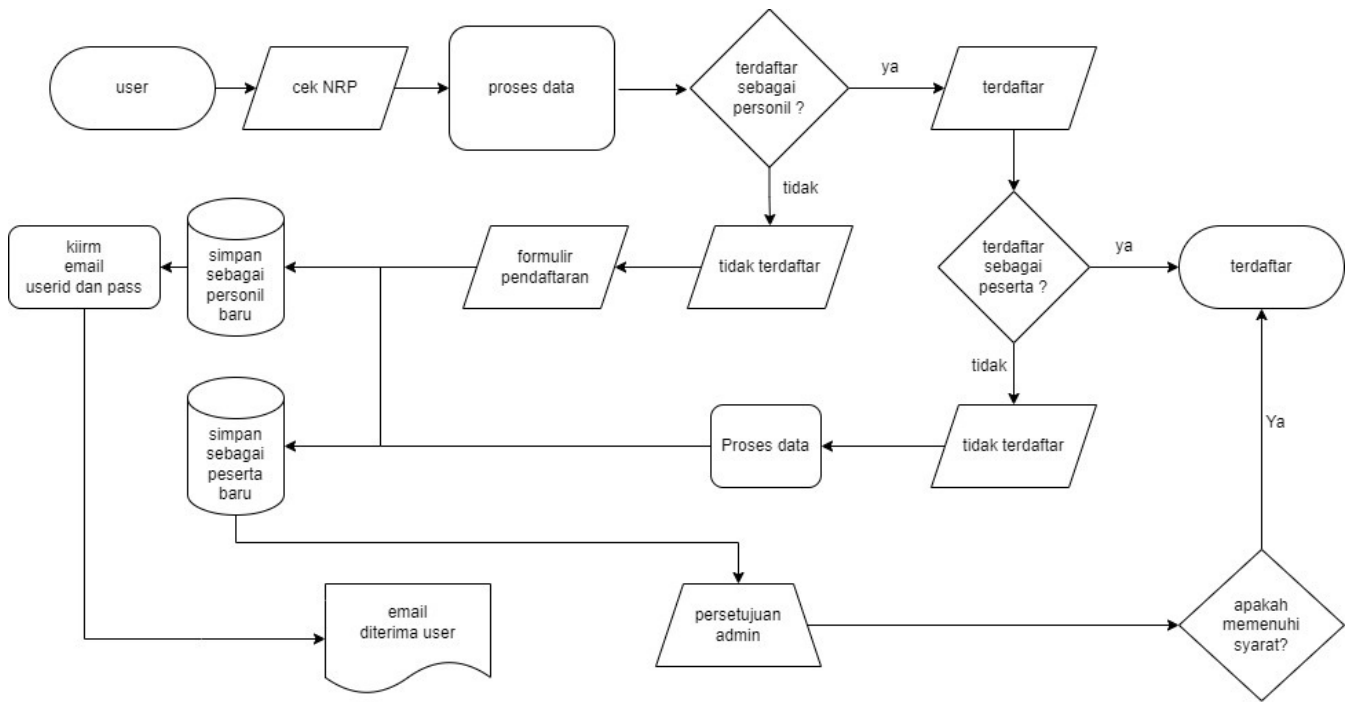 user
cek NRP
proses data
terdaftar
sebagai
personil ?
ya
terdaftar
tidak
kiirm
email
userid dan pass
simpan
sebagai
personil
baru
formulir
pendaftaran
tidak terdaftar
terdaftar
sebagai
peserta ?
ya
terdaftar
tidak
simpan
sebagai
peserta
baru
Proses data
tidak terdaftar
Ya
email
diterima user
persetujuan
admin
apakah
memenuhi
syarat?